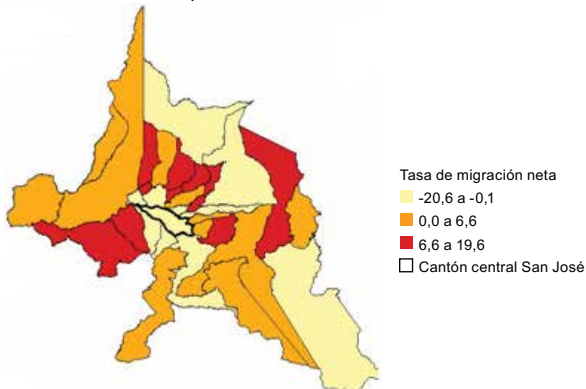 Tasa de migración neta
-20,6 a -0,1
0,0 a 6,6
6,6 a 19,6
Cantón central San José